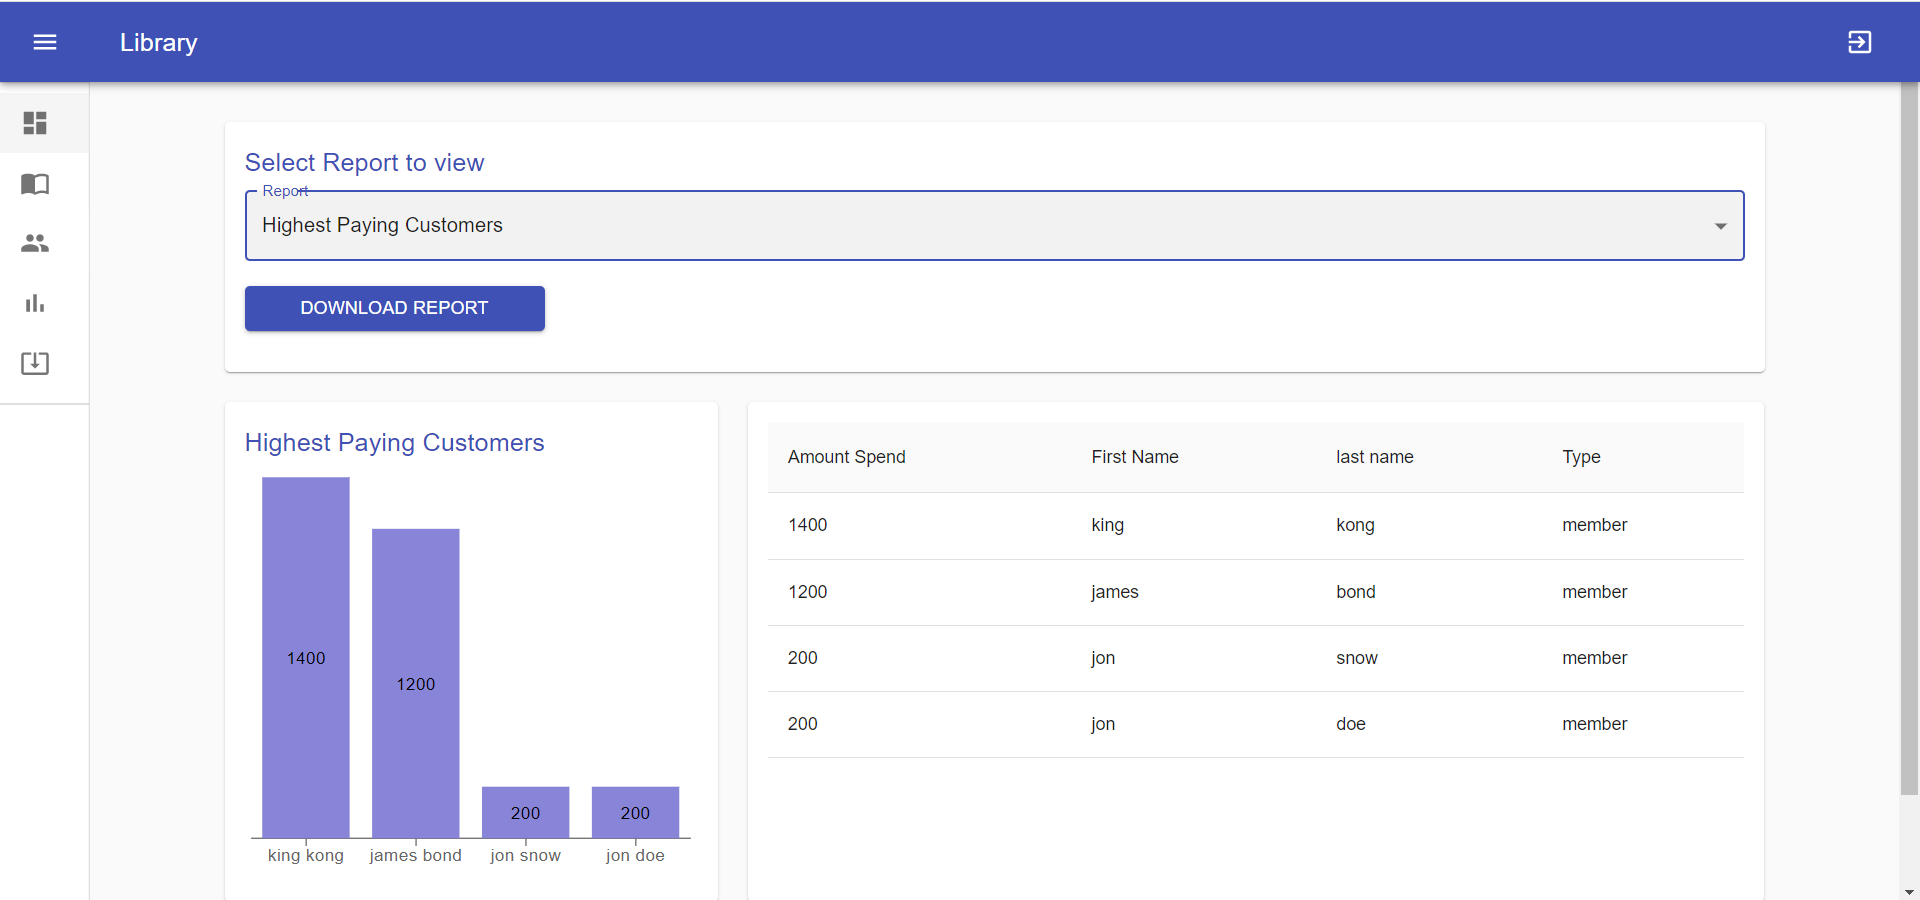 Library
Select Report to view
Report
Highest Paying Customers
DOWNLOAD REPORT
Highest Paying Customers
1400
1200
200
200
king kong
james bond
jon snow
jon doe
Amount Spend First Name last name Type
1400 king kong member
1200 james bond member
200 jon snow member
200 jon doe member